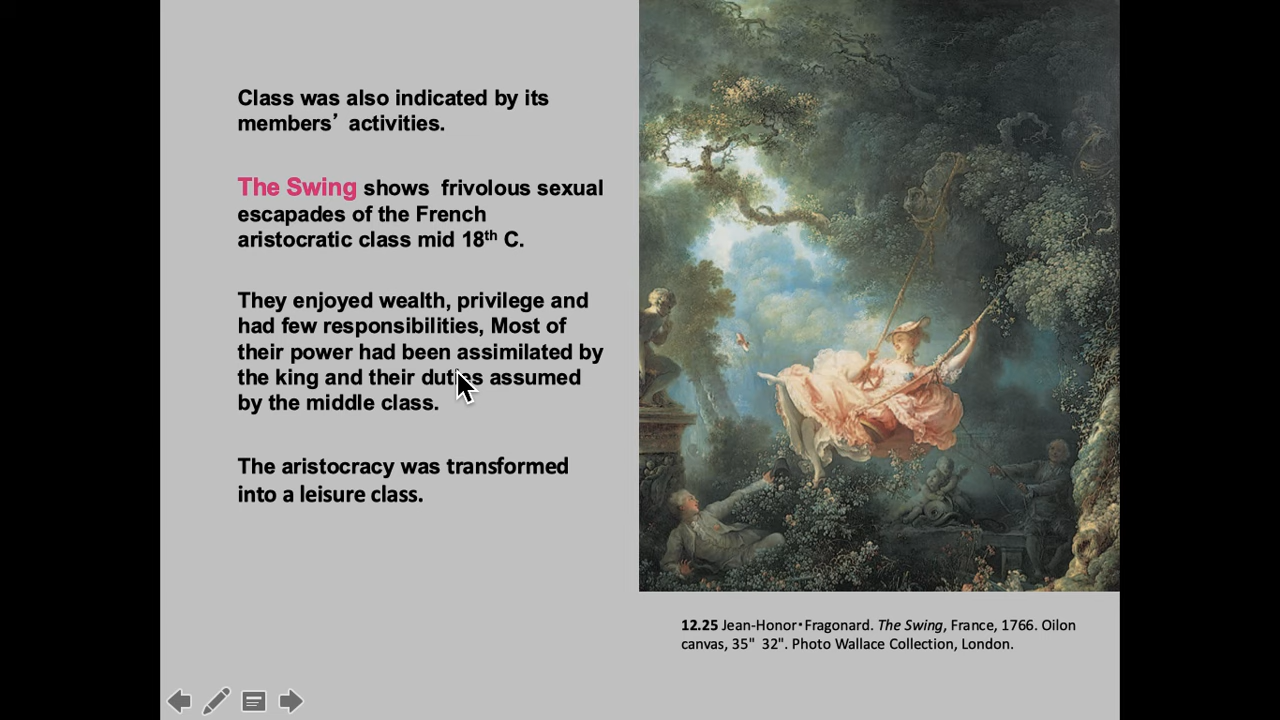 Class was also indicated by its
members’ activities.
The Swing shows frivolous sexual
escapades of the French
aristocratic class mid 18th C.
They enjoyed wealth, privilege and
had few responsibilities, Most of
their power had been assimilated by
the king and their duties assumed
by the middle class.
The aristocracy was transformed
into a leisure class.
12.25 Jean-Honor•Fragonard. The Swing, France, 1766. Oilon
canvas, 35" 32". Photo Wallace Collection, London.